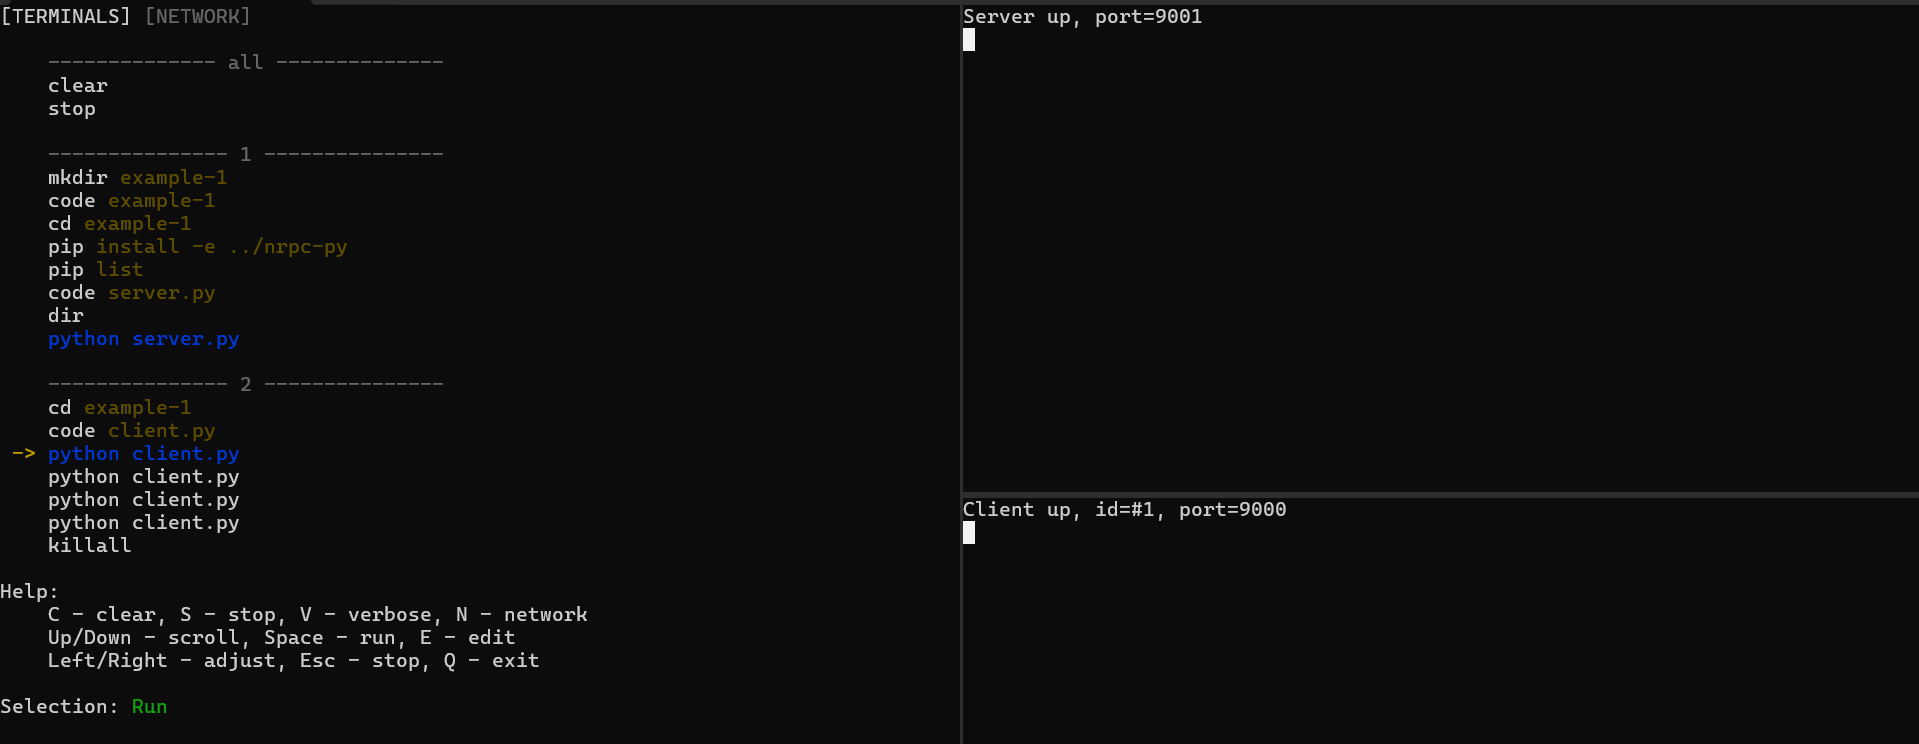 [TERMINALS] [NETWORK]
-------------- all --------------
clear
stop
--------------- 1 ---------------
mkdir example-1
code example-1
cd example-1
pip install -e ../nrpc-py
pip list
code server.py
dir
python server.py
--------------- 2 ---------------
cd example-1
code client.py
-> python client.py
python client.py
python client.py
python client.py
killall
Help:
C - clear, S - stop, V - verbose, N - network
Up/Down - scroll, Space - run, E - edit
Left/Right - adjust, Esc - stop, Q - exit
Selection: Run
Server up, port=9001
Client up, id=#1, port=9000